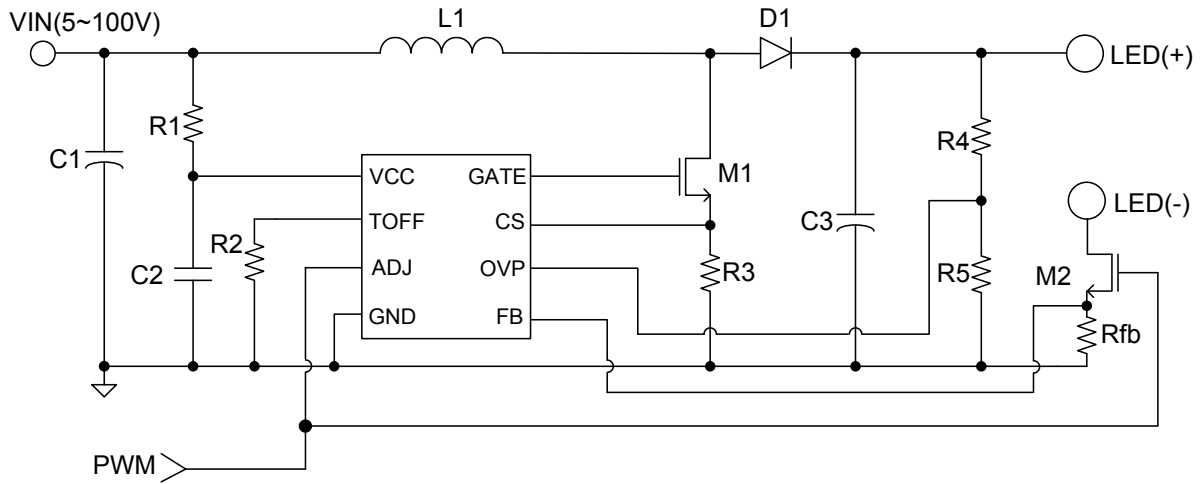 VIN(5~100V)
L1
D1
LED(+)
R1
C1
R4
VCC
GATE
M1
LED(-)
TOFF
CS
C3
R2
ADJ
OVP
R3
R5
M2
C2
GND
FB
Rfb
PWM